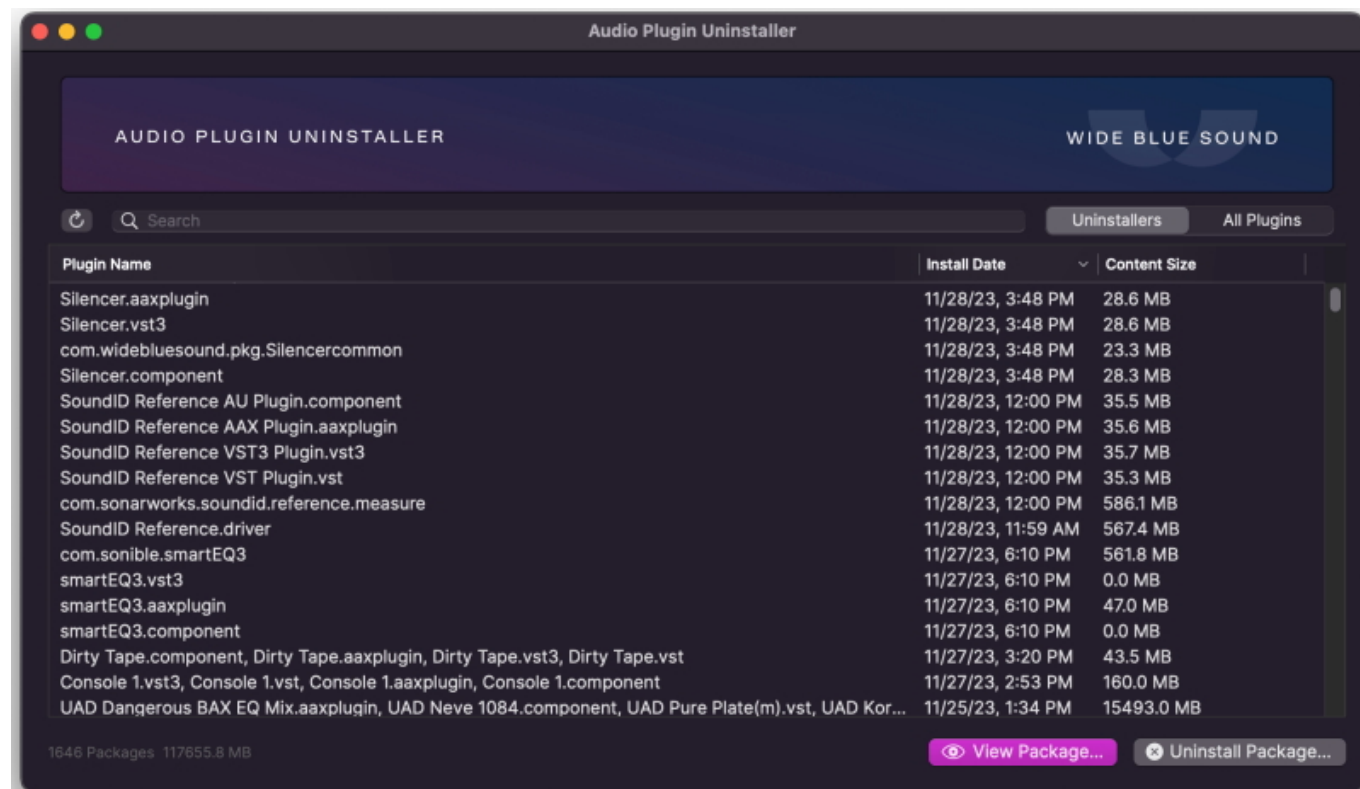 Audio Plugin Uninstaller
AUDIO PLUGIN UNINSTALLER WIDE BLUE SOUND
Search Uninstallers All Plugins
Plugin Name Install Date Content Size
Silencer.aaxplugin 11/28/23, 3:48 PM 28.6 MB
Silencer.vst3 11/28/23, 3:48 PM 28.6 MB
com.widebluesound.pkg.Silencercommon 11/28/23, 3:48 PM 23.3 MB
Silencer.component 11/28/23, 3:48 PM 28.3 MB
SoundID Reference AU Plugin.component 11/28/23, 12:00 PM 35.5 MB
SoundID Reference AAX Plugin.aaxplugin 11/28/23, 12:00 PM 35.6 MB
SoundID Reference VST3 Plugin.vst3 11/28/23, 12:00 PM 35.7 MB
SoundID Reference VST Plugin.vst 11/28/23, 12:00 PM 35.3 MB
com.sonarworks.soundid.reference.measure 11/28/23, 12:00 PM 586.1 MB
SoundID Reference.driver 11/28/23, 11:59 AM 567.4 MB
com.sonible.smartEQ3 11/27/23, 6:10 PM 561.8 MB
smartEQ3.vst3 11/27/23, 6:10 PM 0.0 MB
smartEQ3.aaxplugin 11/27/23, 6:10 PM 47.0 MB
smartEQ3.component 11/27/23, 6:10 PM 0.0 MB
Dirty Tape.component, Dirty Tape.aaxplugin, Dirty Tape.vst3, Dirty Tape.vst 11/27/23, 3:20 PM 43.5 MB
Console 1.vst3, Console 1.vst, Console 1.aaxplugin, Console 1.component 11/27/23, 2:53 PM 160.0 MB
UAD Dangerous BAX EQ Mix.aaxplugin, UAD Neve 1084.component, UAD Pure Plate(m).vst, UAD Kor... 11/25/23, 1:34 PM 15493.0 MB
1646 Packages 117655.8 MB View Package... Uninstall Package...